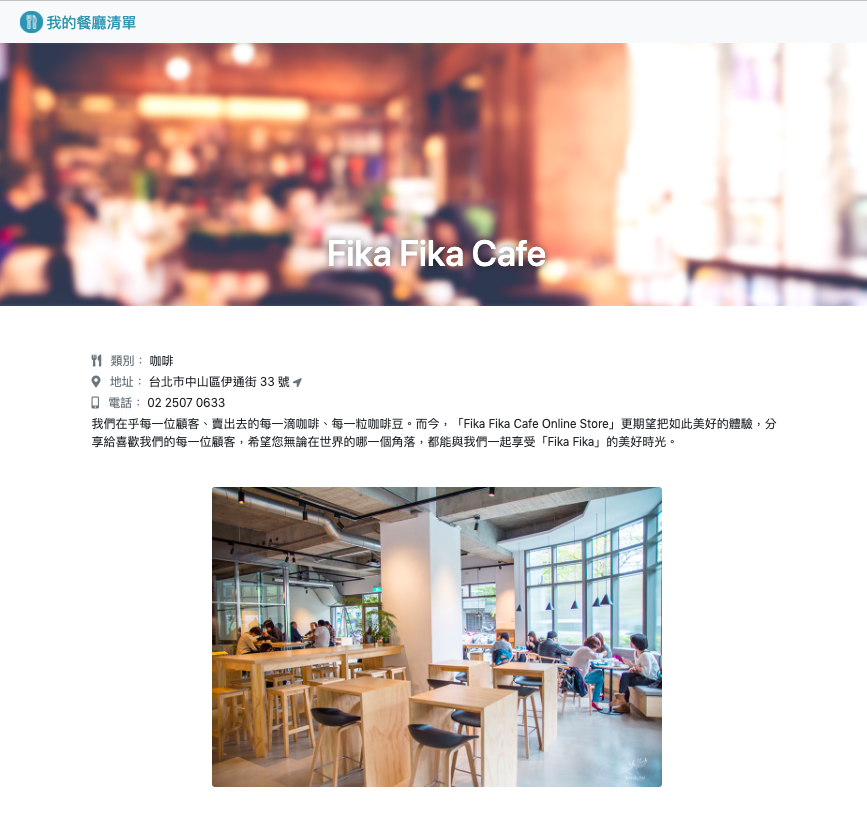 我的餐廳清單
Fika Fika Cafe
類別： 咖啡
地址： 台北市中山區伊通街 33 號
電話： 02 2507 0633
我們在乎每一位顧客、賣出去的每一滴咖啡、每一粒咖啡豆。而今，「Fika Fika Cafe Online Store」更期望把如此美好的體驗，分
享給喜歡我們的每一位顧客，希望您無論在世界的哪一個角落，都能與我們一起享受「Fika Fika」的美好時光。